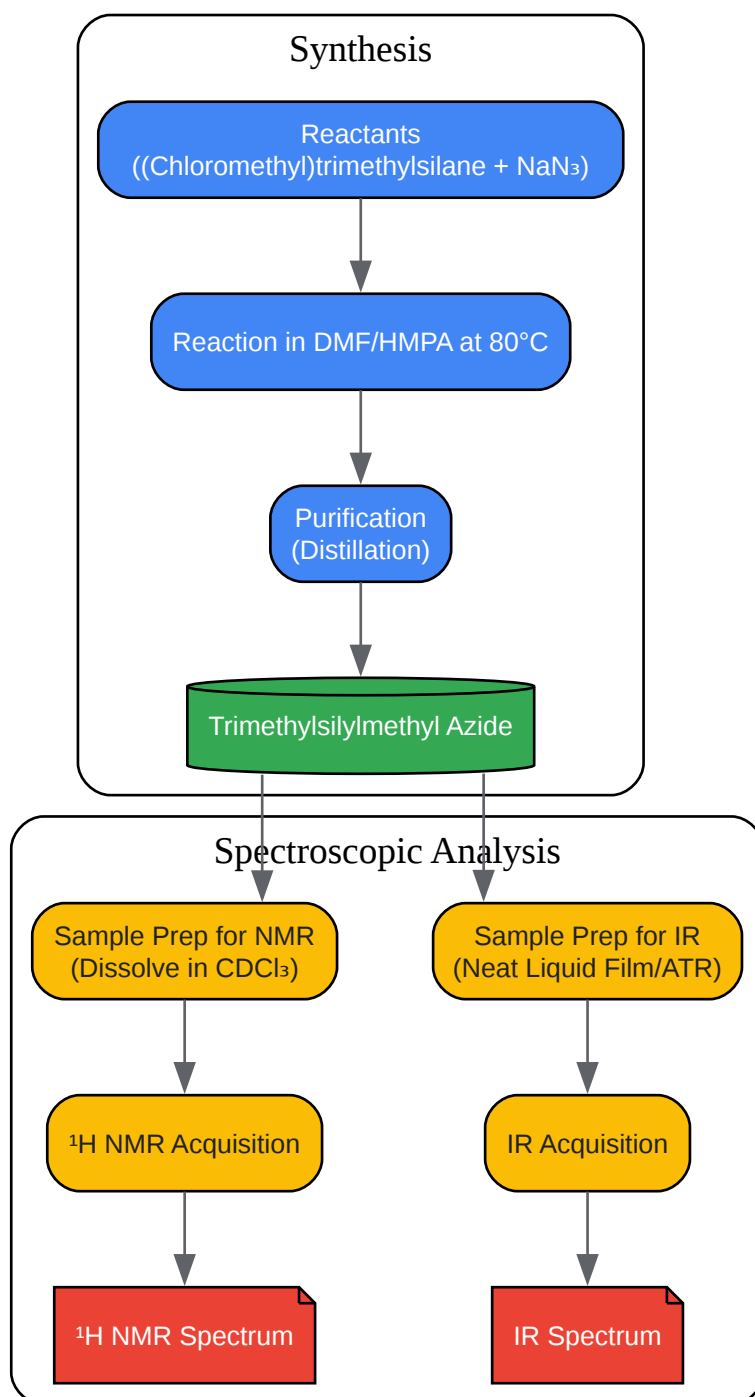 Synthesis
Reactants
((Chloromethyl)trimethylsilane + NaN₃)
Reaction in DMF/HMPA at 80°C
Purification
(Distillation)
Trimethylsilylmethyl Azide
Spectroscopic Analysis
Sample Prep for NMR
(Dissolve in CDCl₃)
Sample Prep for IR
(Neat Liquid Film/ATR)
¹H NMR Acquisition
IR Acquisition
¹H NMR Spectrum
IR Spectrum